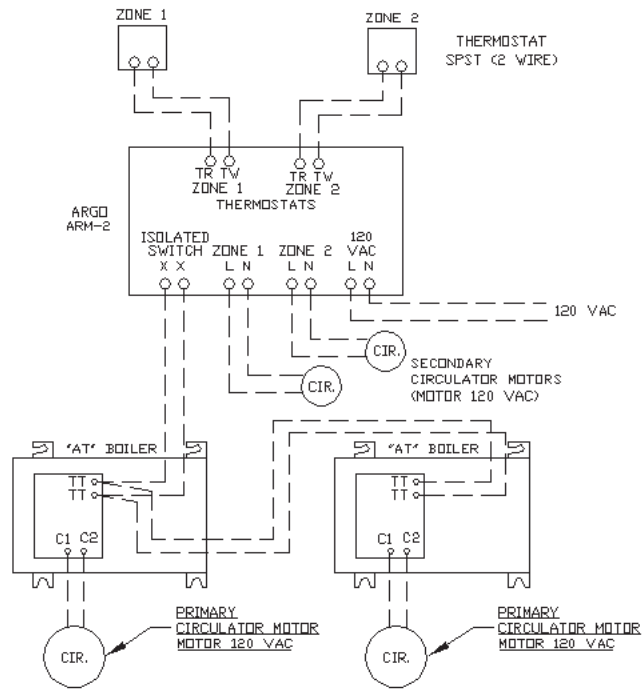 ZONE 1
ZONE 2
THERMOSTAT
SPST (2 WIRE)
TR TW
ZONE 1
TR TW
ZONE 2
THERMOSTATS
ARGO
ARM-2
ISOLATED
SWITCH
X X
ZONE 1
L N
ZONE 2
L N
120
VAC
L N
120 VAC
CIR.
CIR.
SECONDARY
CIRCULATOR MOTORS
(MOTOR 120 VAC)
"AT" BOILER
TT
TT
C1 C2
"AT" BOILER
TT
TT
C1 C2
CIR.
PRIMARY
CIRCULATOR MOTOR
MOTOR 120 VAC
CIR.
PRIMARY
CIRCULATOR MOTOR
MOTOR 120 VAC